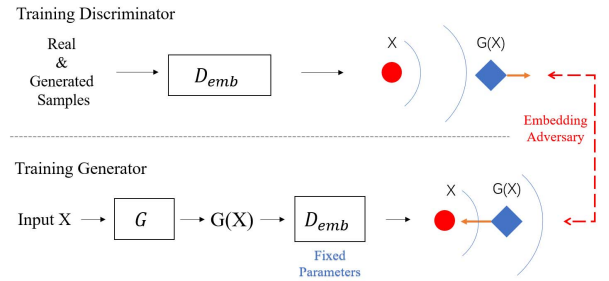 Training Discriminator
Real
&
Generated
Samples
D_emb
X
G(X)
Embedding
Adversary
Training Generator
Input X
G
G(X)
D_emb
Fixed
Parameters
X
G(X)